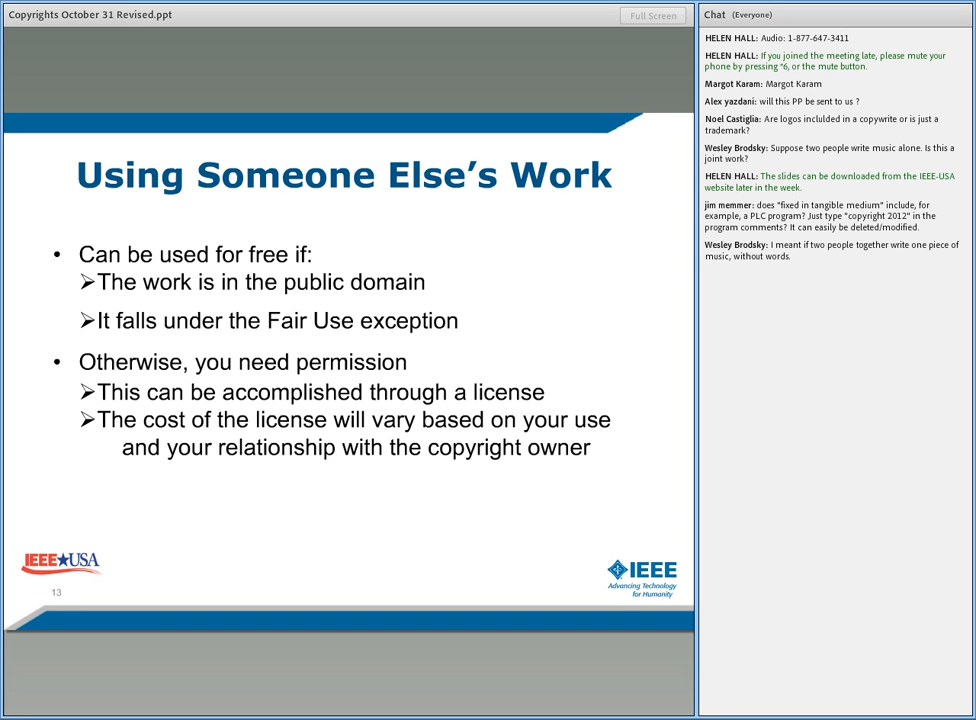 Copyrights October 31 Revised.ppt
Full Screen
Using Someone Else’s Work
• Can be used for free if:
➢The work is in the public domain
➢It falls under the Fair Use exception
• Otherwise, you need permission
➢This can be accomplished through a license
➢The cost of the license will vary based on your use
and your relationship with the copyright owner
IEEE★USA
IEEE
Advancing Technology
for Humanity
13
Chat (Everyone)
HELEN HALL: Audio: 1-877-647-3411
HELEN HALL: If you joined the meeting late, please mute your
phone by pressing *6, or the mute button.
Margot Karam: Margot Karam
Alex yazdani: will this PP be sent to us ?
Noel Castiglia: Are logos inclulded in a copywrite or is just a
trademark?
Wesley Brodsky: Suppose two people write music alone. Is this a
joint work?
HELEN HALL: The slides can be downloaded from the IEEE-USA
website later in the week.
jim memmer: does "fixed in tangible medium" include, for
example, a PLC program? Just type "copyright 2012" in the
program comments? It can easily be deleted/modified.
Wesley Brodsky: I meant if two people together write one piece of
music, without words.